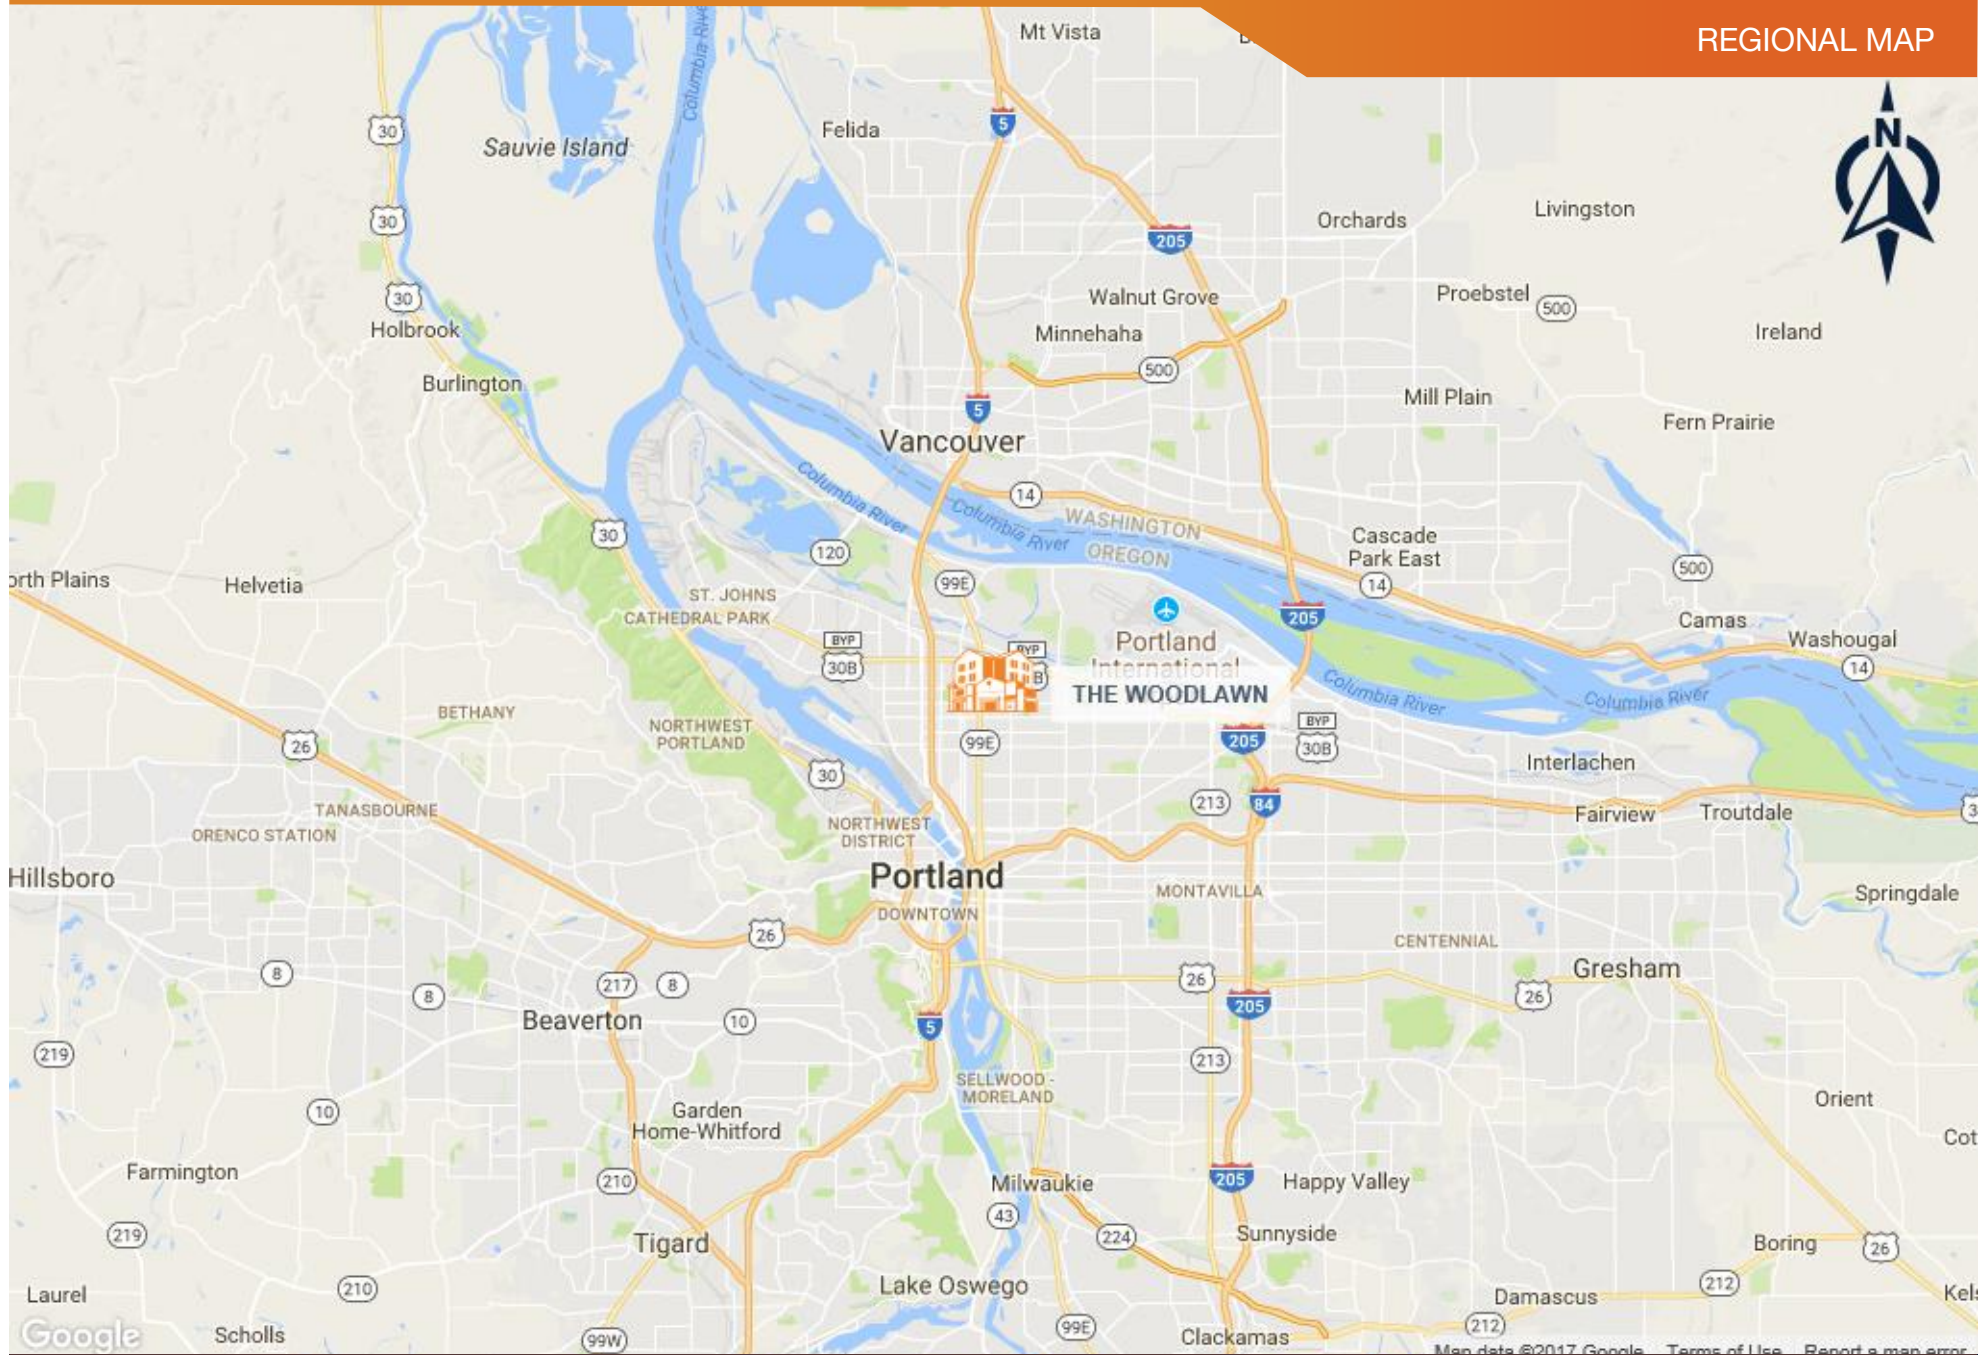 REGIONAL MAP
Mt Vista
Columbia River
N
30
Sauvie Island
Felida
5
30
205
Orchards
Livingston
30
Holbrook
Walnut Grove
Minnehaha
Proebstel
500
Ireland
Burlington
500
5
Mill Plain
Fern Prairie
Vancouver
Columbia River
14
Columbia River
WASHINGTON
OREGON
30
120
Cascade
Park East
14
500
orth Plains
Helvetia
99E
ST. JOHNS
CATHEDRAL PARK
205
Camas
Washougal
14
BYP
30B
BYP
B
Portland
International
THE WOODLAWN
Columbia River
Columbia River
BETHANY
NORTHWEST
PORTLAND
26
99E
205
BYP
30B
Interlachen
30
213
84
Fairview
Troutdale
3
TANASBOURNE
ORENCO STATION
NORTHWEST
DISTRICT
Hillsboro
Portland
DOWNTOWN
MONTAVILLA
Springdale
26
CENTENNIAL
8
217
8
8
26
205
26
Gresham
Beaverton
10
5
219
213
SELLWOOD -
MORELAND
10
Garden
Home-Whitford
Orient
Cot
Farmington
210
Milwaukie
205
Happy Valley
43
219
Tigard
224
Sunnyside
Boring
26
Laurel
210
Lake Oswego
Damascus
212
Kels
Google
Scholls
99W
99E
Clackamas
212
Map data ©2017 Google Terms of Use Report a map error